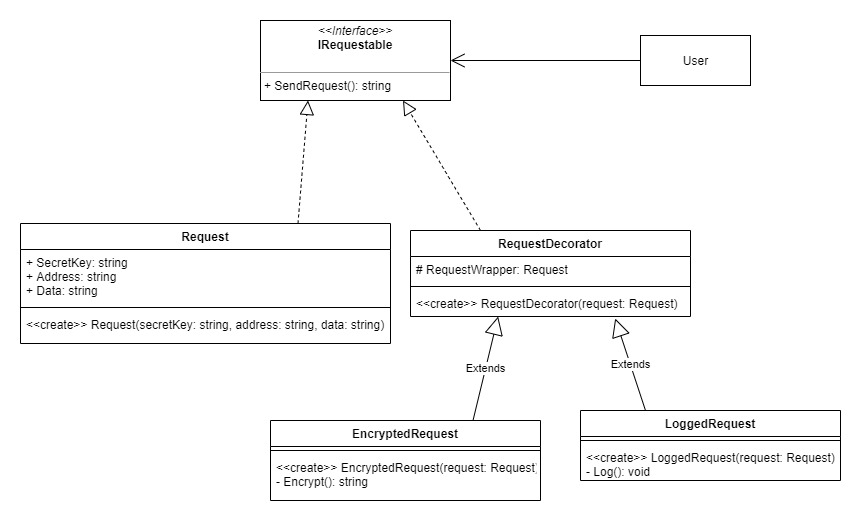 <<Interface>>
IRequestable
+ SendRequest(): string
User
Request
+ SecretKey: string
+ Address: string
+ Data: string
<<create>> Request(secretKey: string, address: string, data: string)
RequestDecorator
# RequestWrapper: Request
<<create>> RequestDecorator(request: Request)
Extends
Extends
EncryptedRequest
<<create>> EncryptedRequest(request: Request)
- Encrypt(): string
LoggedRequest
<<create>> LoggedRequest(request: Request)
- Log(): void